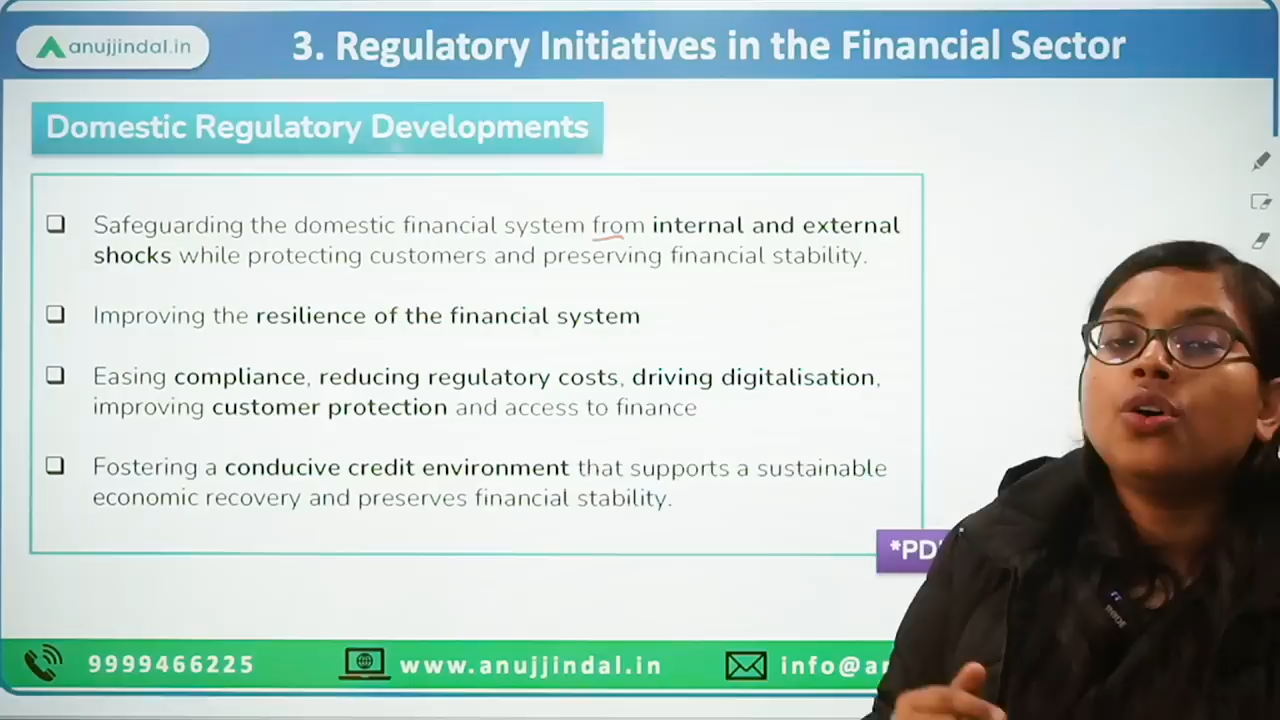 anujjindal.in
3. Regulatory Initiatives in the Financial Sector
Domestic Regulatory Developments
❑ Safeguarding the domestic financial system from internal and external
shocks while protecting customers and preserving financial stability.
❑ Improving the resilience of the financial system
❑ Easing compliance, reducing regulatory costs, driving digitalisation,
improving customer protection and access to finance
❑ Fostering a conducive credit environment that supports a sustainable
economic recovery and preserves financial stability.
9999466225
www.anujjindal.in